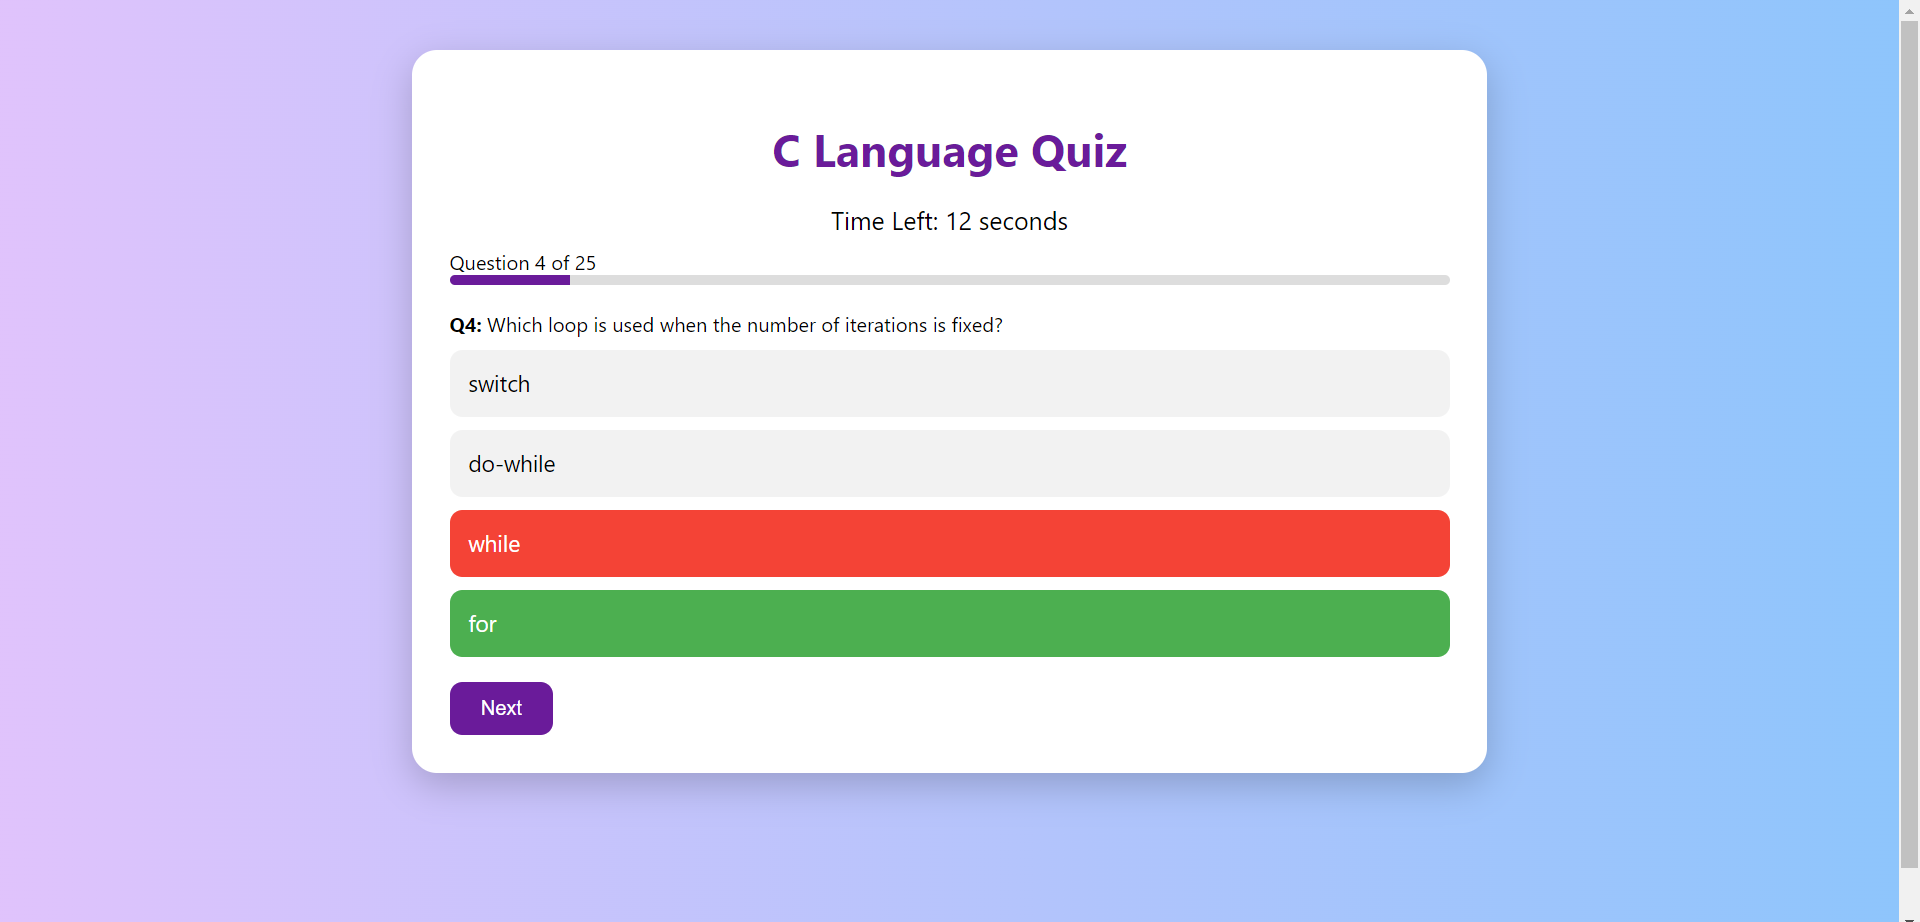 C Language Quiz
Time Left: 12 seconds
Question 4 of 25
Q4: Which loop is used when the number of iterations is fixed?
switch
do-while
while
for
Next